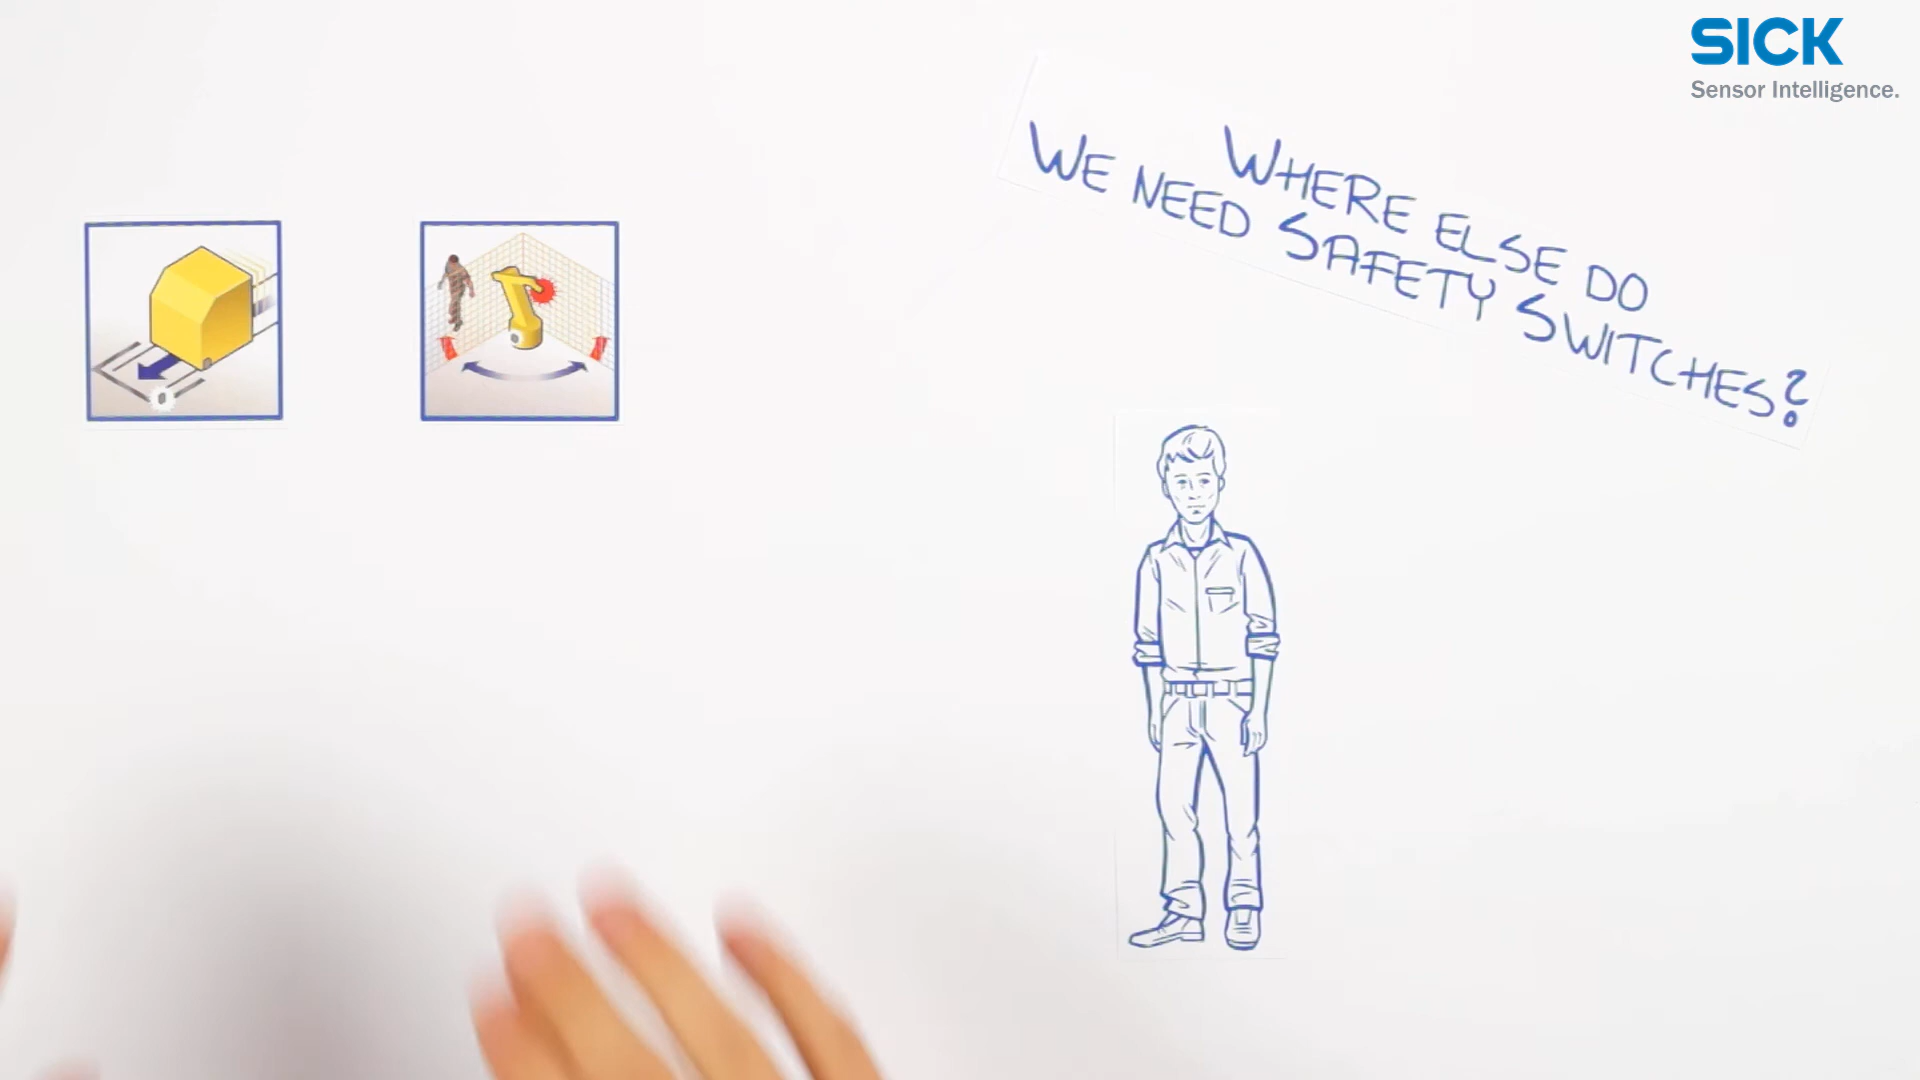 SICK
Sensor Intelligence.
WHERE ELSE DO
WE NEED SAFETY SWITCHES?